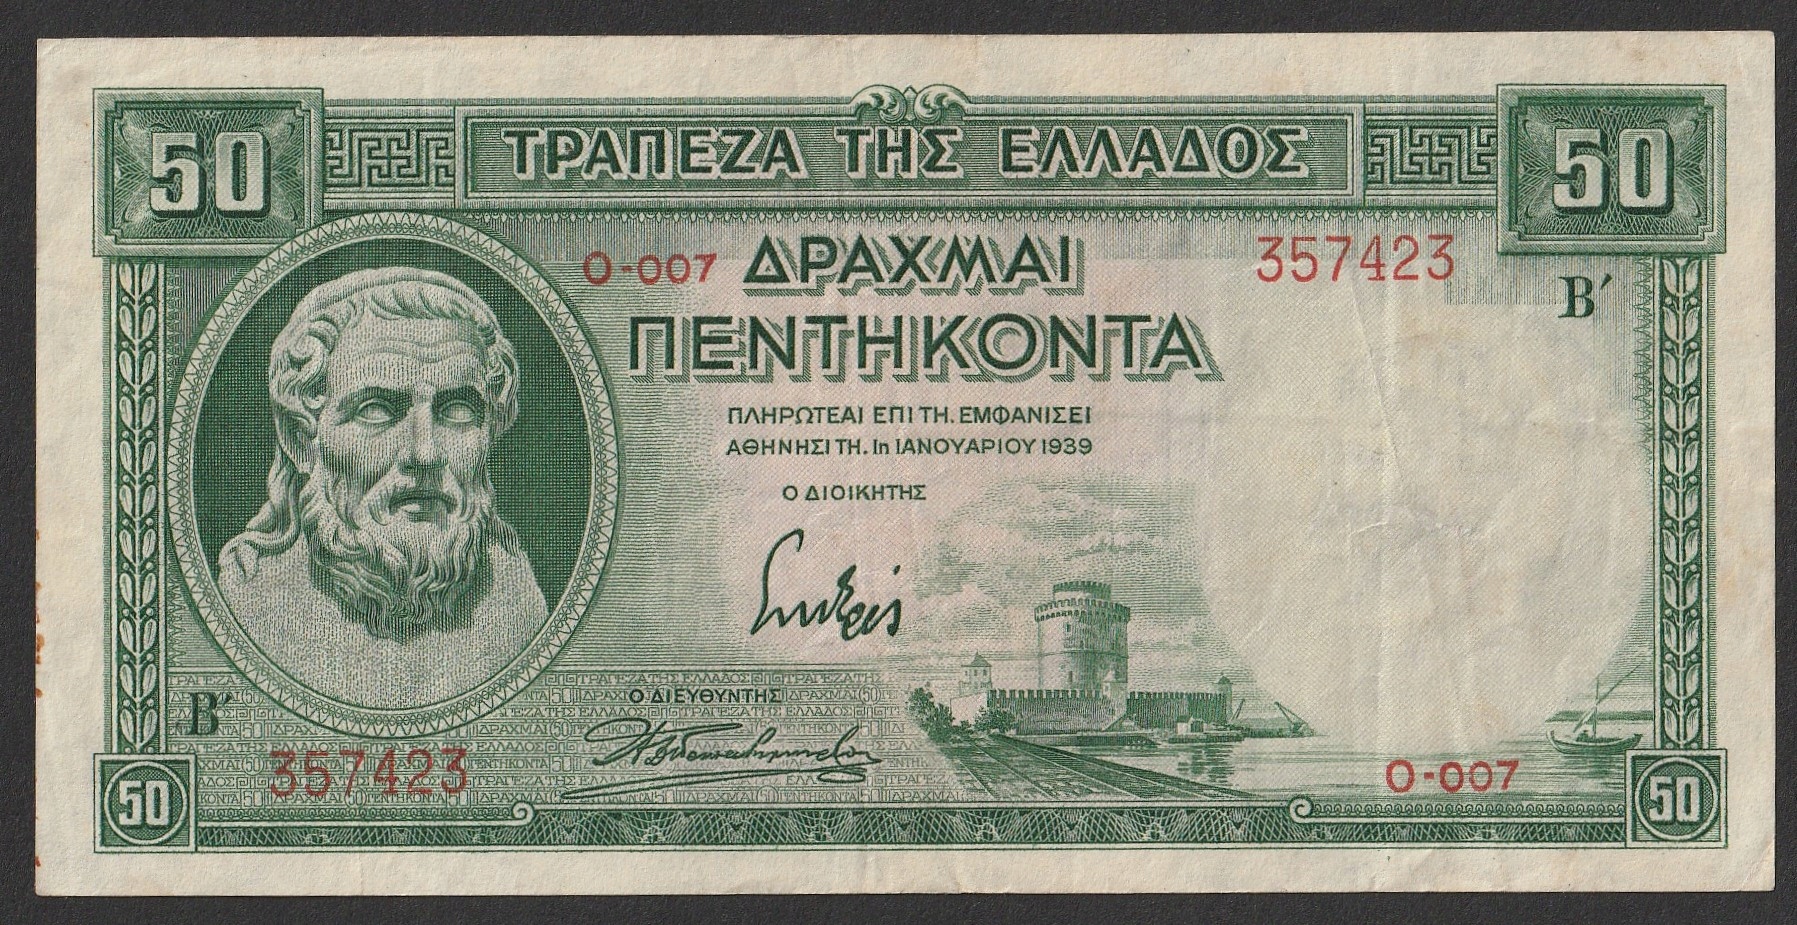 50 ΤΡΑΠΕΖΑ ΤΗΣ ΕΛΛΑΔΟΣ 50
Ο-007 ΔΡΑΧΜΑΙ 357423
Β΄
ΠΕΝΤΗΚΟΝΤΑ
ΠΛΗΡΩΤΕΑΙ ΕΠΙ ΤΗ. ΕΜΦΑΝΙΣΕΙ
ΑΘΗΝΗΣΙ ΤΗ. 1η ΙΑΝΟΥΑΡΙΟΥ 1939
Ο ΔΙΟΙΚΗΤΗΣ
Ο ΔΙΕΥΘΥΝΤΗΣ
Β΄
357423 Ο-007
50 50